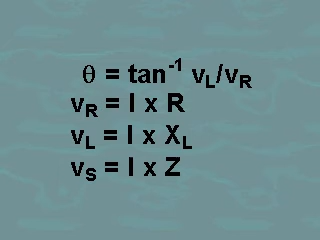 θ = tan⁻¹ vL/vR
vR = I x R
vL = I x XL
vS = I x Z